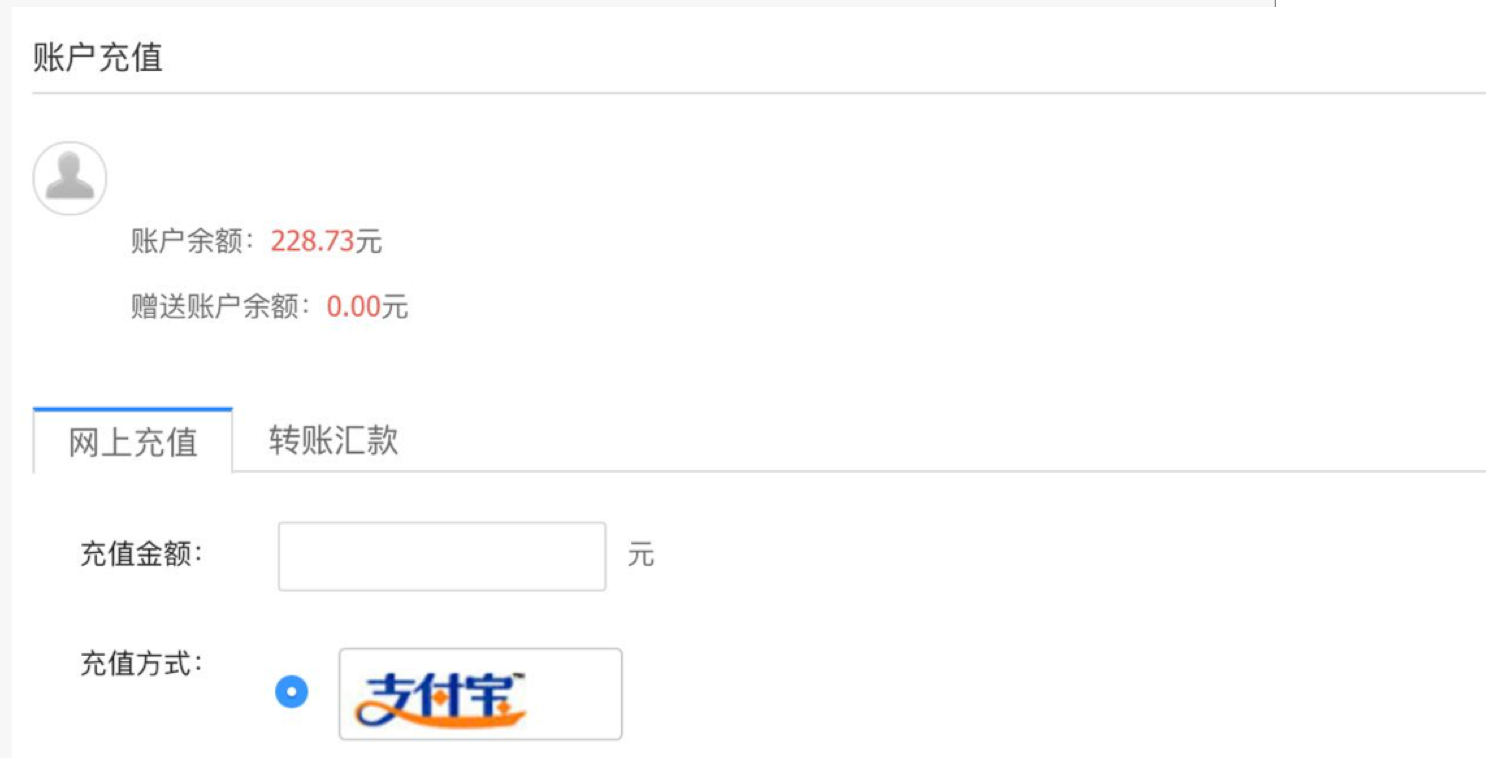 账户充值
账户余额：228.73元
赠送账户余额：0.00元
网上充值 转账汇款
充值金额： 元
充值方式：
支付宝™